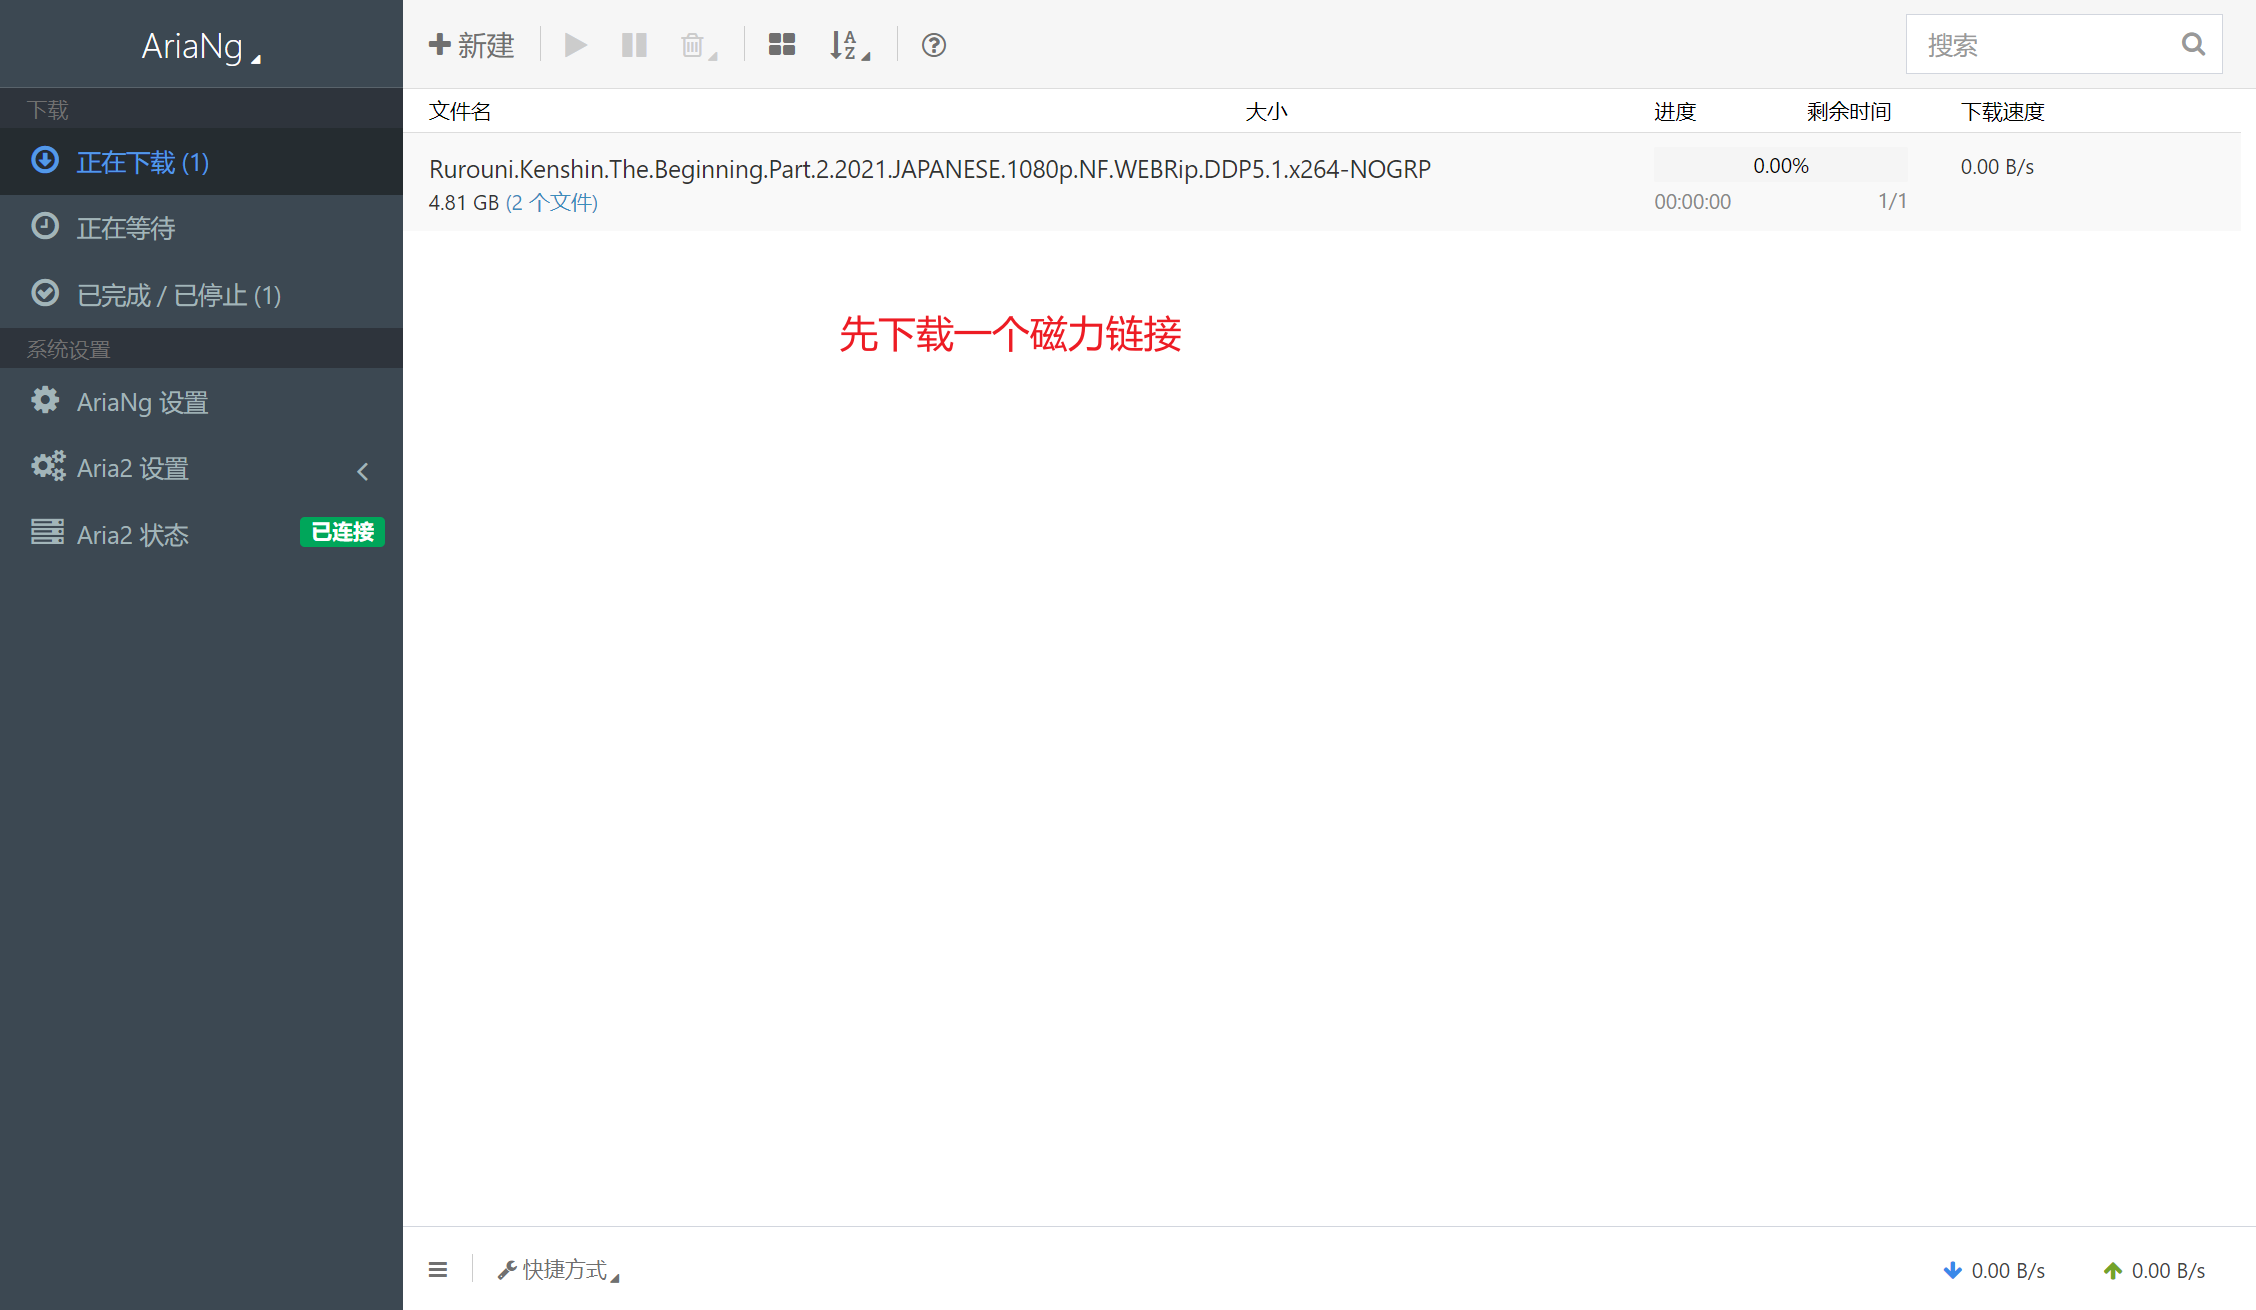 AriaNg
新建
搜索
下载
正在下载 (1)
正在等待
已完成 / 已停止 (1)
系统设置
AriaNg 设置
Aria2 设置
Aria2 状态 已连接
文件名 大小 进度 剩余时间 下载速度
Rurouni.Kenshin.The.Beginning.Part.2.2021.JAPANESE.1080p.NF.WEBRip.DDP5.1.x264-NOGRP 0.00% 0.00 B/s
4.81 GB (2 个文件) 00:00:00 1/1
先下载一个磁力链接
快捷方式 0.00 B/s 0.00 B/s